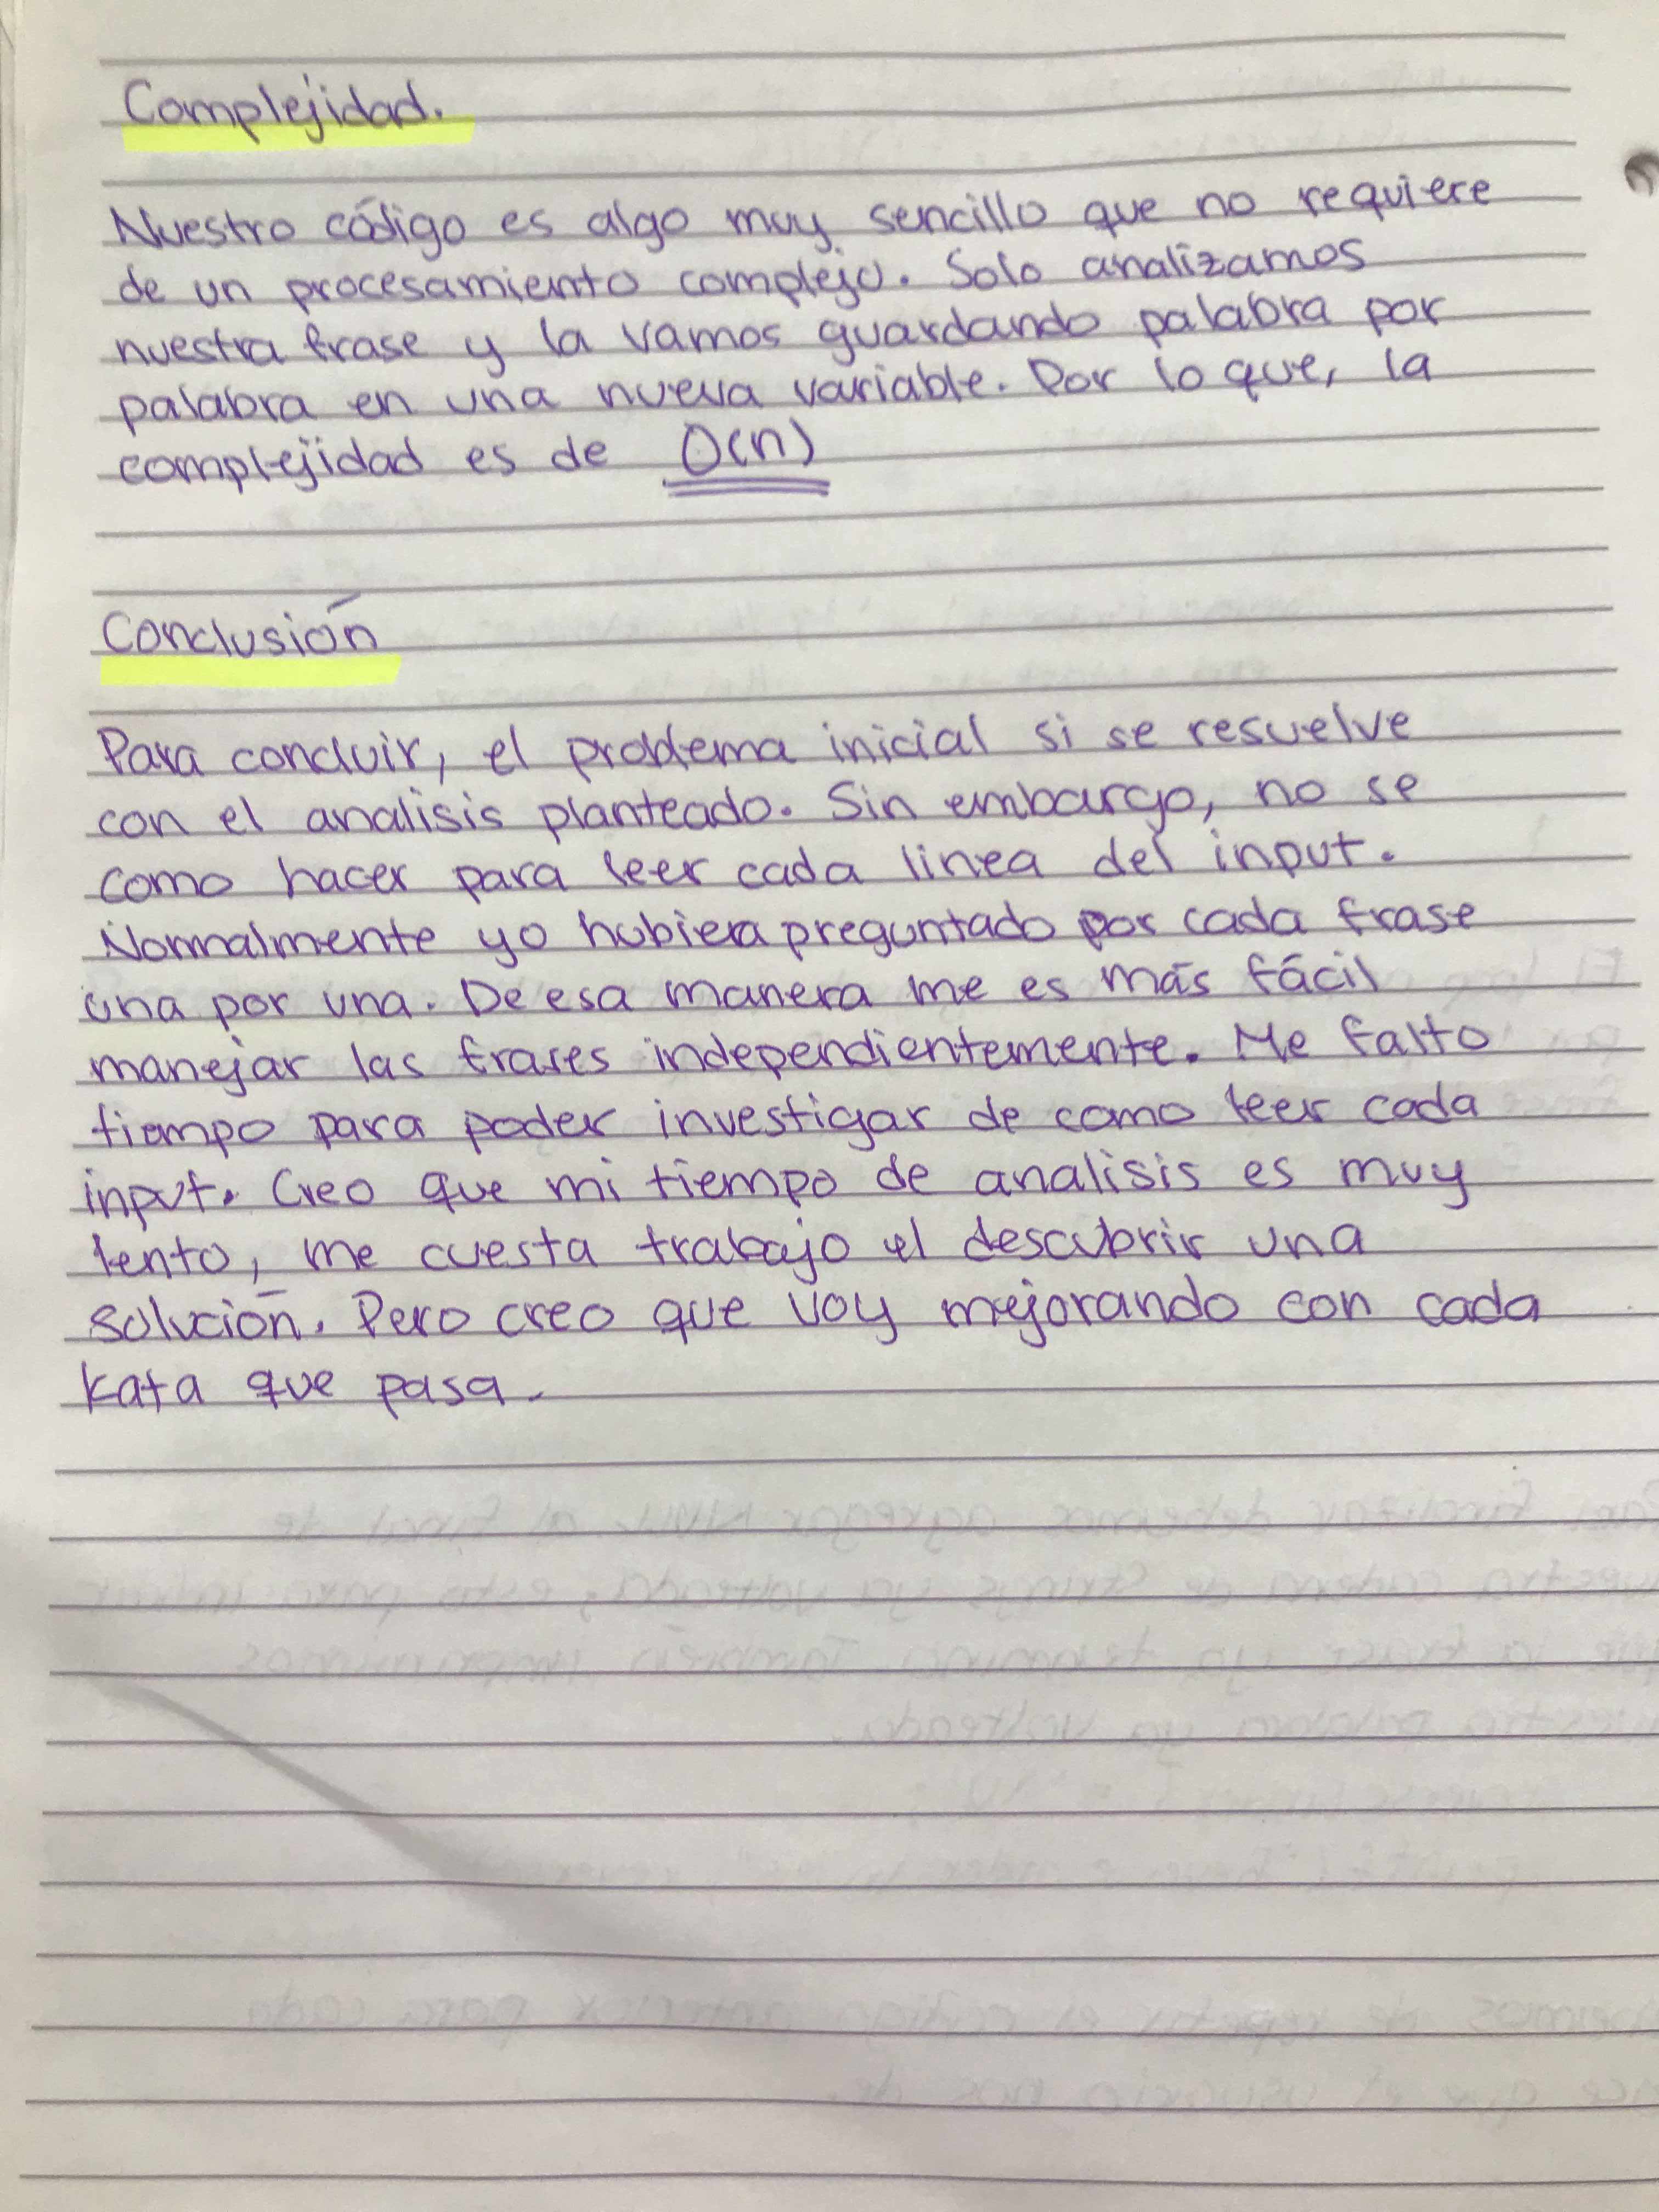 Complejidad.
Nuestro código es algo muy sencillo que no requiere
de un procesamiento complejo. Solo analizamos
nuestra frase y la vamos guardando palabra por
palabra en una nueva variable. Por lo que, la
complejidad es de O(n)
Conclusión
Para concluir, el problema inicial si se resuelve
con el analisis planteado. Sin embargo, no se
como hacer para leer cada linea del input.
Normalmente yo hubiera preguntado por cada frase
una por una. De esa manera me es más fácil
manejar las frases independientemente. Me falto
tiempo para poder investigar de como leer cada
input. Creo que mi tiempo de analisis es muy
lento, me cuesta trabajo el descubrir una
solución. Pero creo que voy mejorando con cada
kata que pasa.